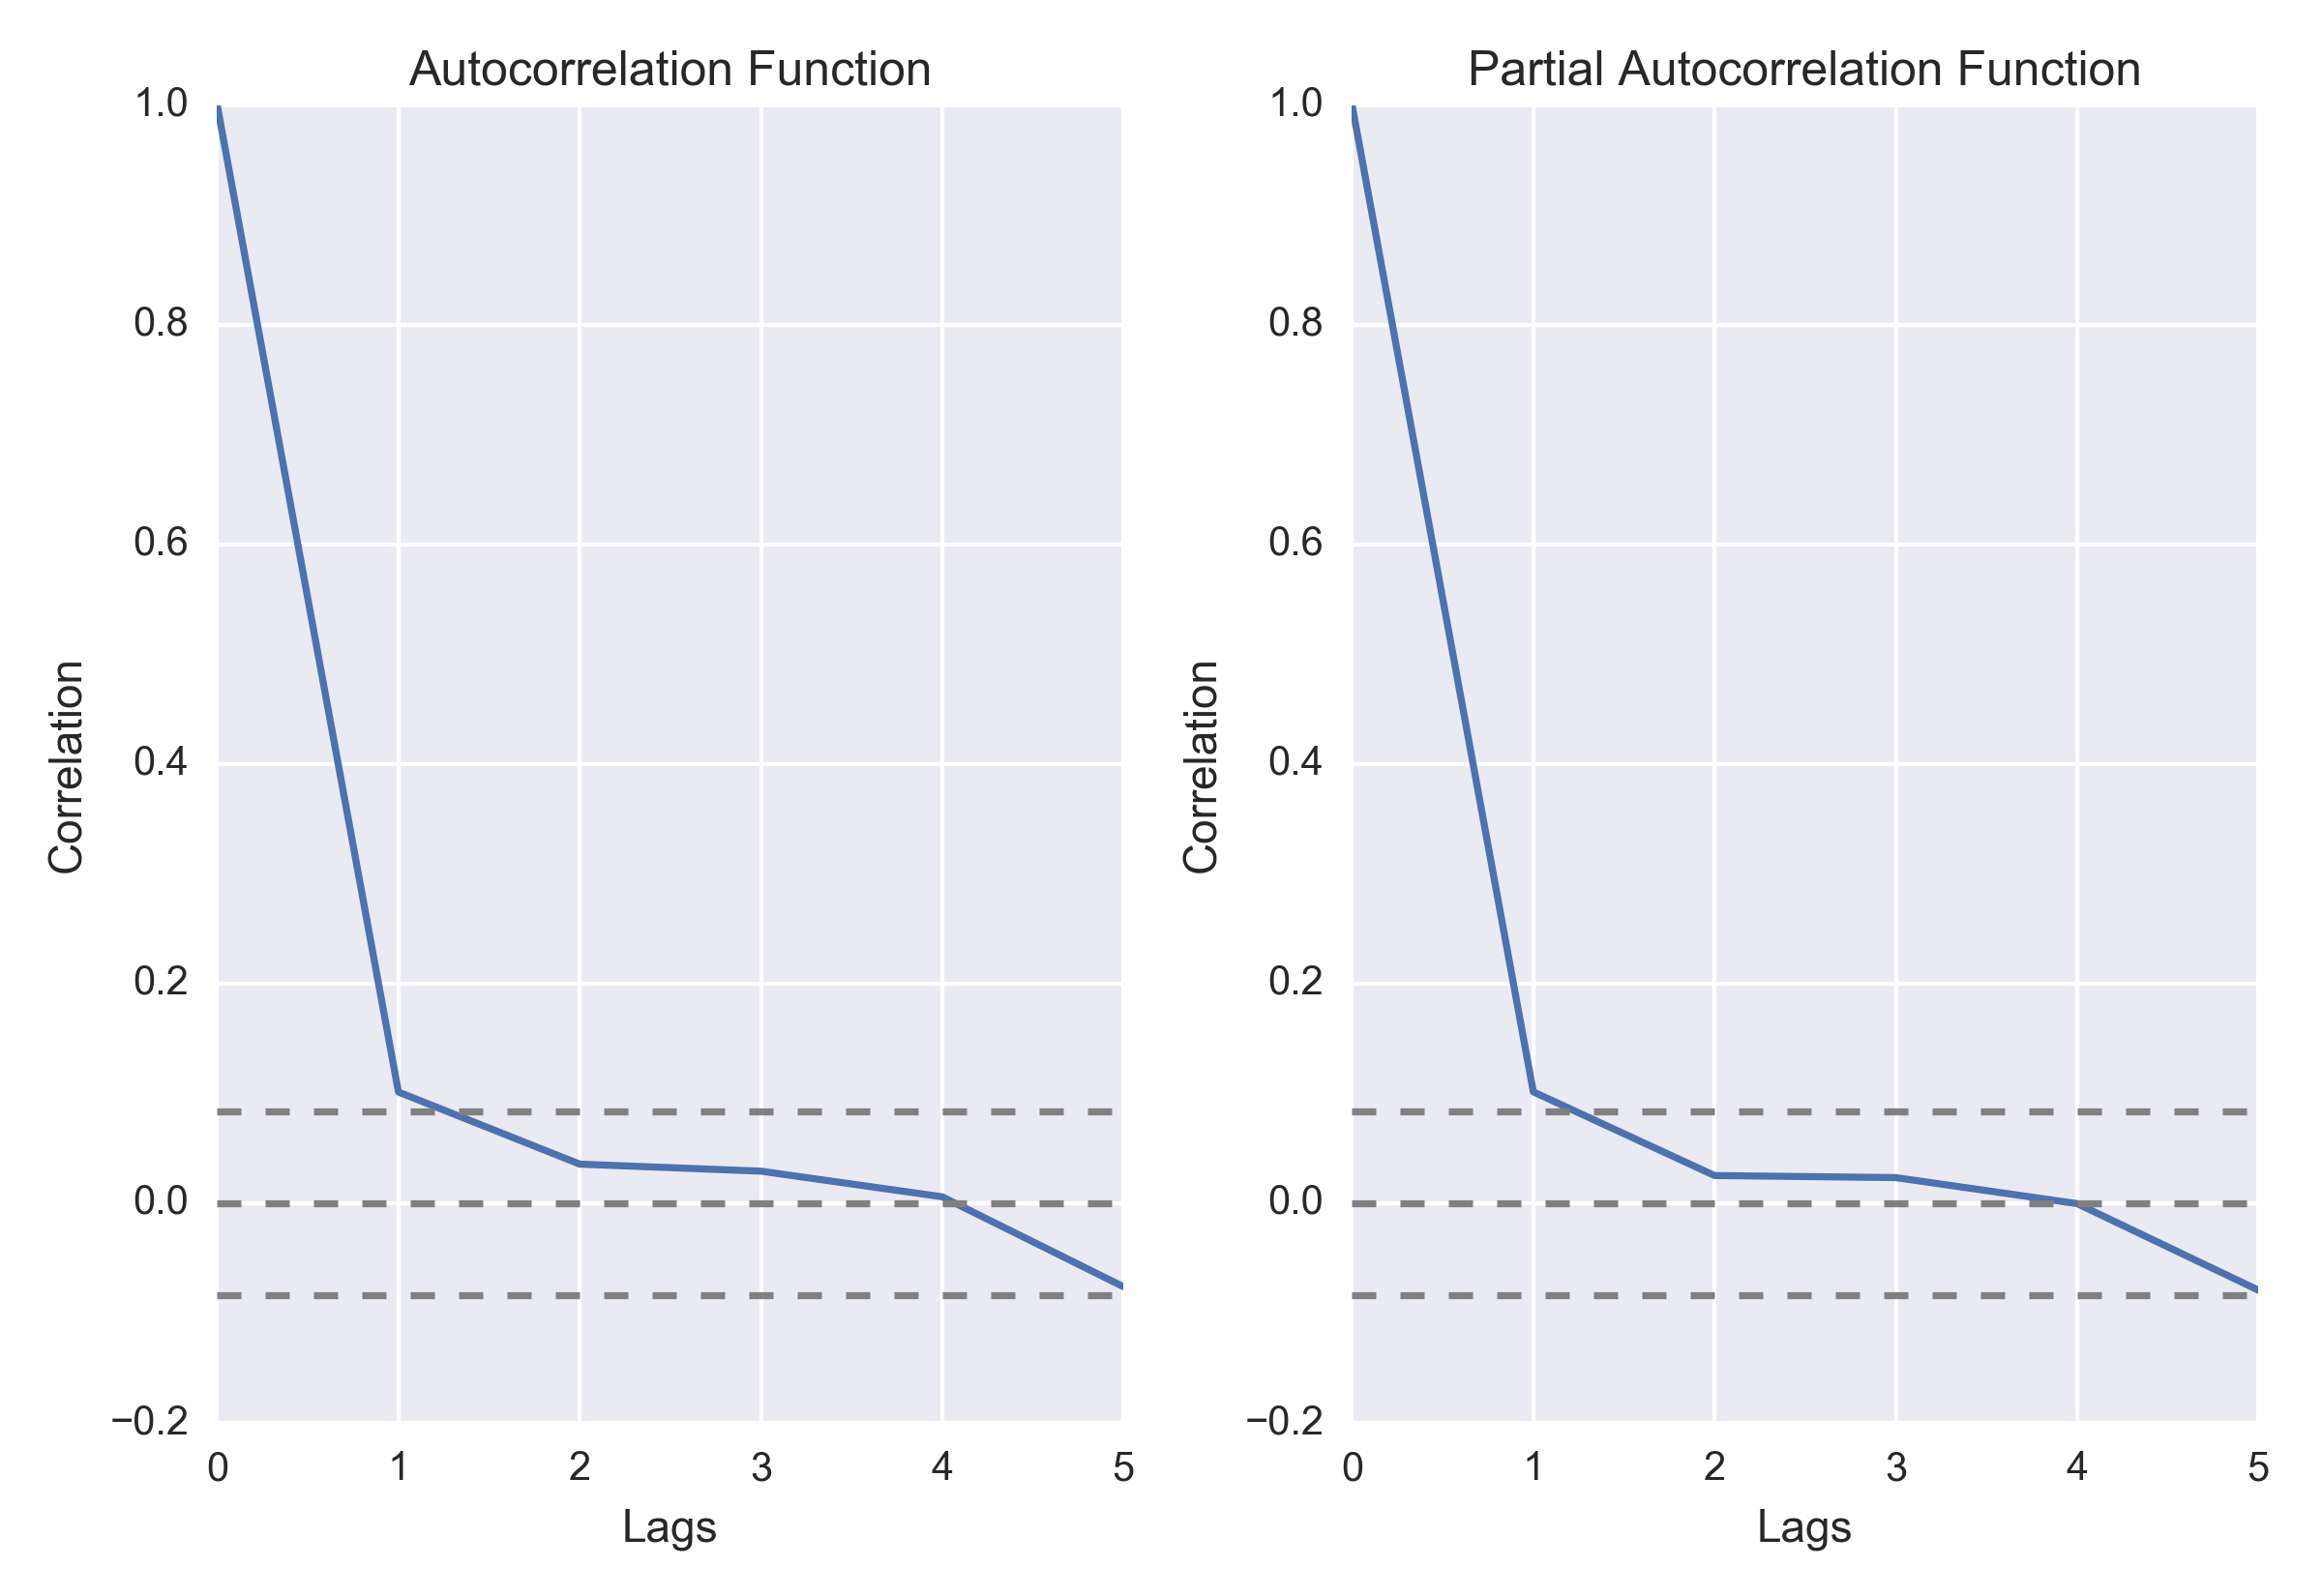 Autocorrelation Function
1.0
0.8
0.6
0.4
0.2
0.0
−0.2
Correlation
0 1 2 3 4 5
Lags
Partial Autocorrelation Function
1.0
0.8
0.6
0.4
0.2
0.0
−0.2
Correlation
0 1 2 3 4 5
Lags